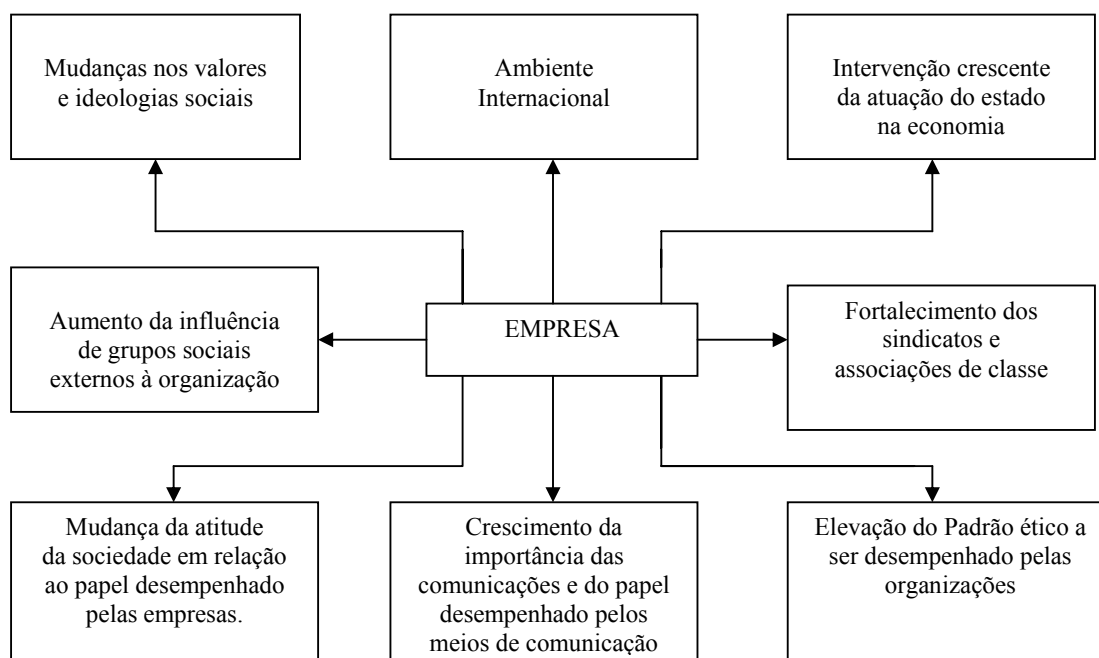 Mudanças nos valores
e ideologias sociais
Ambiente
Internacional
Intervenção crescente
da atuação do estado
na economia
Aumento da influência
de grupos sociais
externos à organização
EMPRESA
Fortalecimento dos
sindicatos e
associações de classe
Mudança da atitude
da sociedade em relação
ao papel desempenhado
pelas empresas.
Crescimento da
importância das
comunicações e do papel
desempenhado pelos
meios de comunicação
Elevação do Padrão ético a
ser desempenhado pelas
organizações